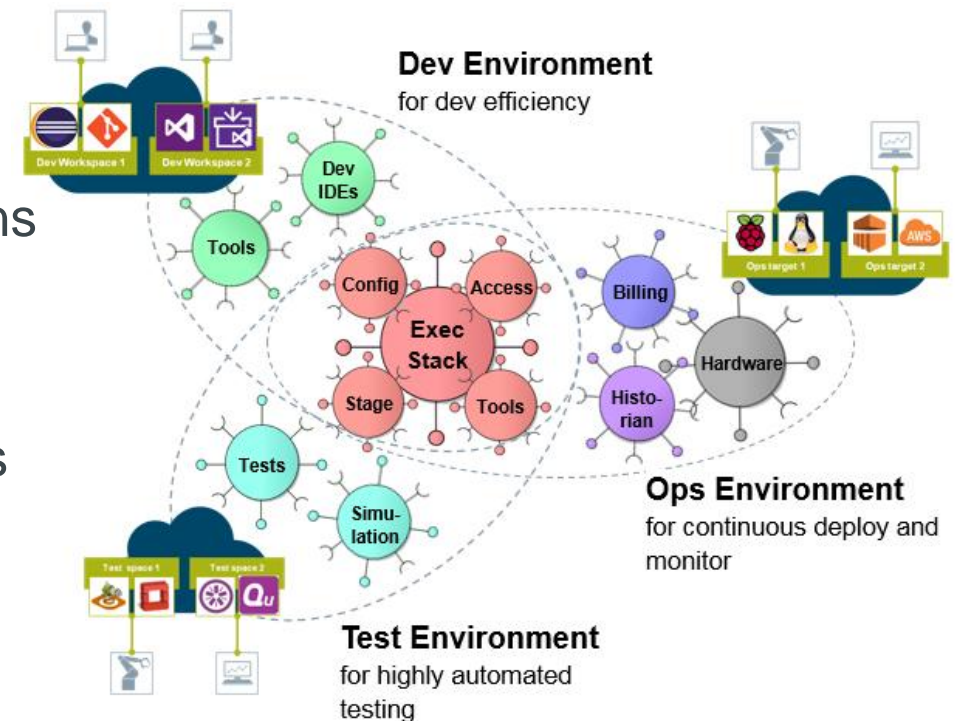 Dev Environment
for dev efficiency
Dev Workspace 1
Dev Workspace 2
Dev
IDEs
Tools
ns
Config
Access
Exec
Stack
Stage
Tools
Billing
Histo-
rian
Hardware
Ops target 1
Ops target 2
AWS
s
Tests
Simu-
lation
Ops Environment
for continuous deploy and
monitor
Test space 1
Test space 2
Qu
Test Environment
for highly automated
testing